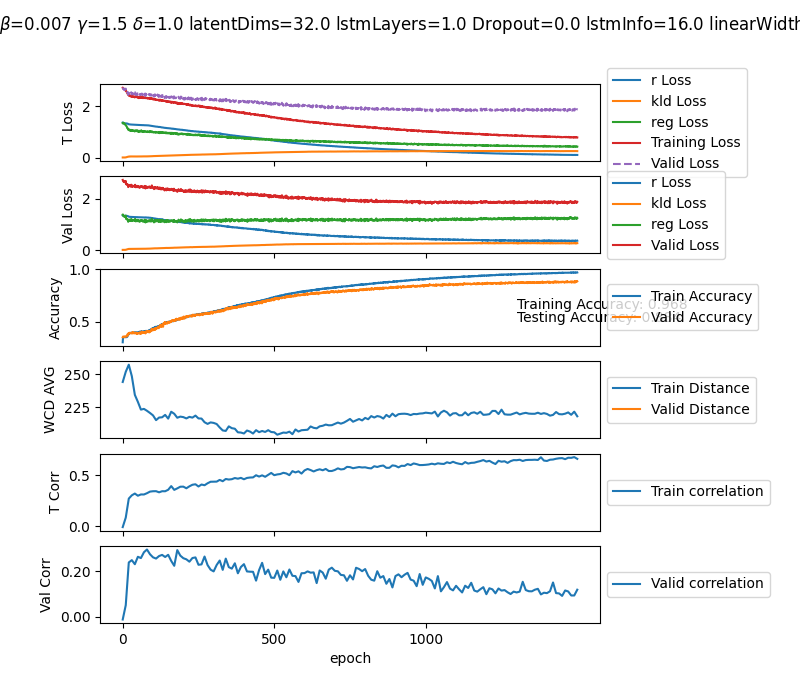 β=0.007 γ=1.5 δ=1.0 latentDims=32.0 lstmLayers=1.0 Dropout=0.0 lstmInfo=16.0 linearWidth
T Loss
2
0
r Loss
kld Loss
reg Loss
Training Loss
Valid Loss
Val Loss
2
0
r Loss
kld Loss
reg Loss
Valid Loss
Accuracy
1.0
0.5
Training Accuracy: 0.968
Testing Accuracy:
Train Accuracy
Valid Accuracy
WCD AVG
250
225
Train Distance
Valid Distance
T Corr
0.5
0.0
Train correlation
Val Corr
0.20
0.00
Valid correlation
0 500 1000
epoch